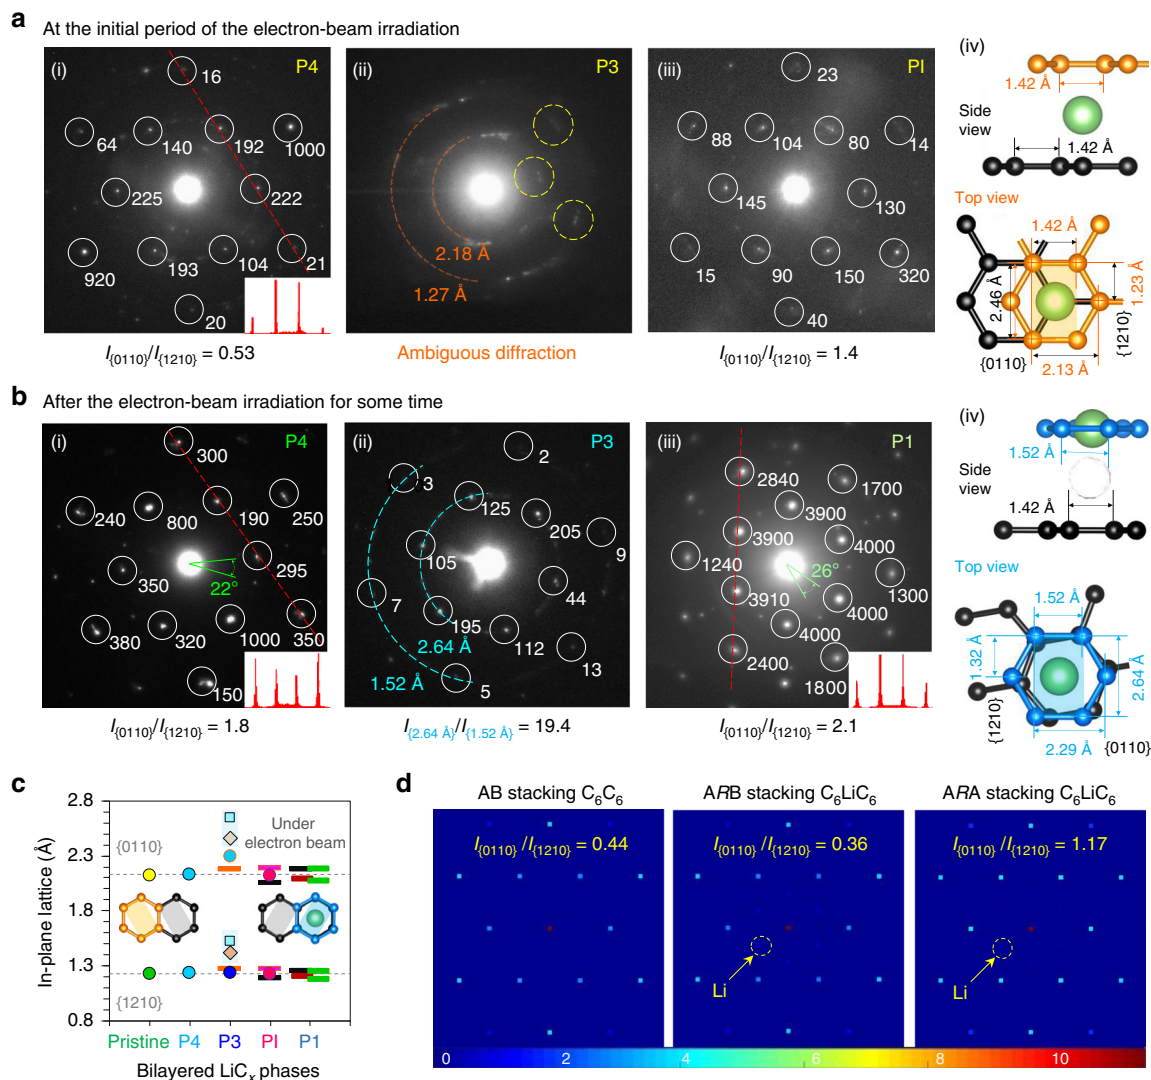 a At the initial period of the electron-beam irradiation
(i) P4
16
64 140 192 1000
225 222
920 193 104 21
20
I{0110}/I{1210} = 0.53
(ii) P3
2.18 Å
1.27 Å
Ambiguous diffraction
(iii) PI
23
88 104 80 14
145 130
15 90 150 320
40
I{0110}/I{1210} = 1.4
(iv)
1.42 Å
Side
view
1.42 Å
Top view
1.42 Å
2.46 Å
1.23 Å
{1210}
{0110}
2.13 Å
b After the electron-beam irradiation for some time
(i) P4
300
240 800 190 250
350 295
22°
380 320 1000 350
150
I{0110}/I{1210} = 1.8
(ii) P3
2
3 125 205 9
105 44
7 195 112 13
2.64 Å
1.52 Å
5
I{2.64 Å}/I{1.52 Å} = 19.4
(iii) P1
2840 1700
3900
3900 4000
1240 26° 1300
3910 4000
4000
2400 1800
I{0110}/I{1210} = 2.1
(iv)
1.52 Å
Side
view
1.42 Å
Top view
1.52 Å
1.32 Å
2.64 Å
{1210}
{0110}
2.29 Å
c
In-plane lattice (Å)
2.8
2.3
1.8
1.3
0.8
{0110}
Under
electron beam
{1210}
Pristine P4 P3 PI P1
Bilayered LiCx phases
d
AB stacking C6C6
I{0110} /I{1210} = 0.44
ARB stacking C6LiC6
I{0110} /I{1210} = 0.36
Li
ARA stacking C6LiC6
I{0110} /I{1210} = 1.17
Li
0 2 4 6 8 10